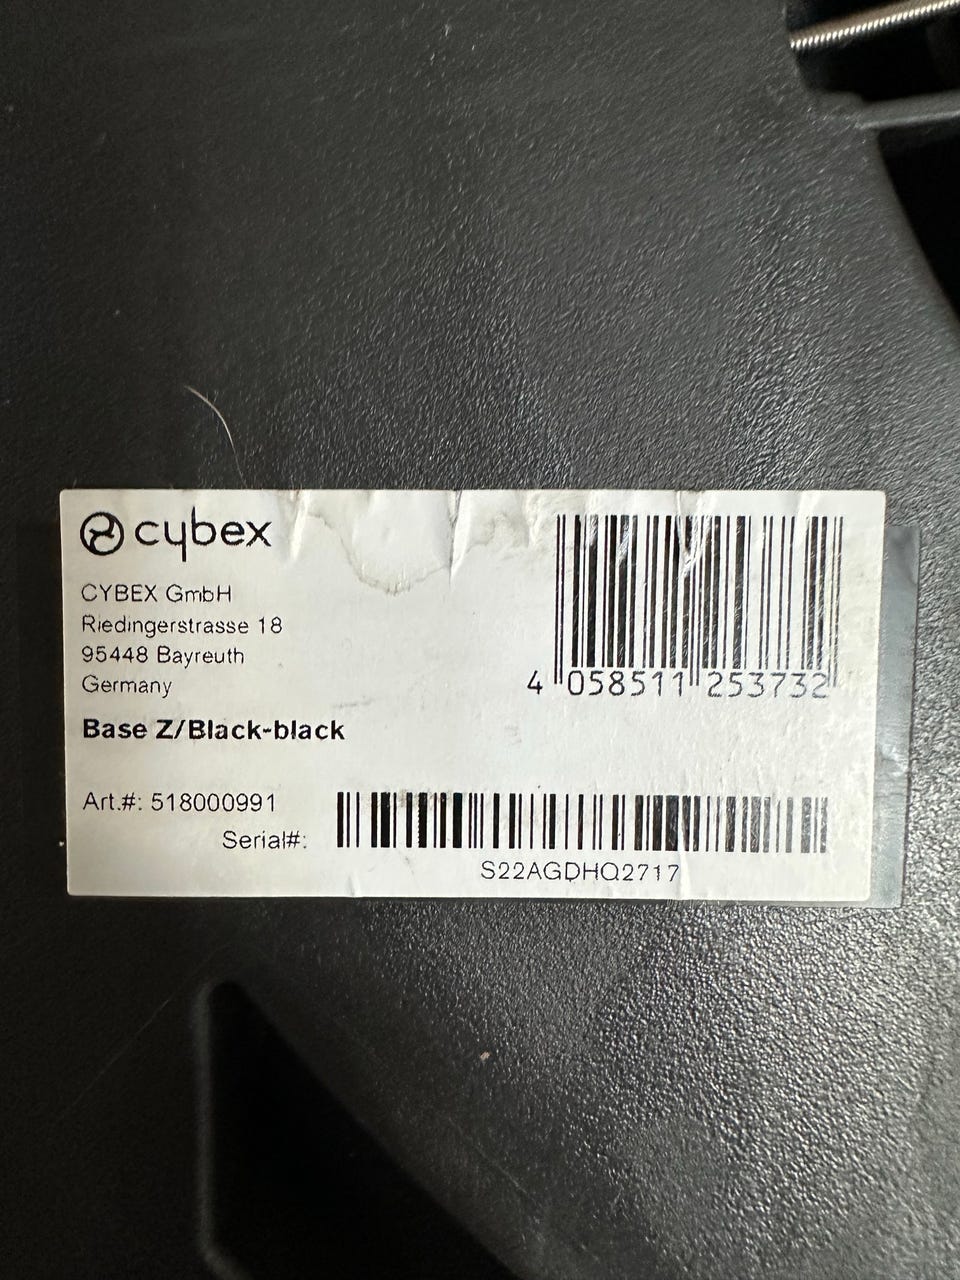 cybex
CYBEX GmbH
Riedingerstrasse 18
95448 Bayreuth
Germany
4 058511 253732
Base Z/Black-black
Art.#: 518000991
Serial#:
S22AGDHQ2717